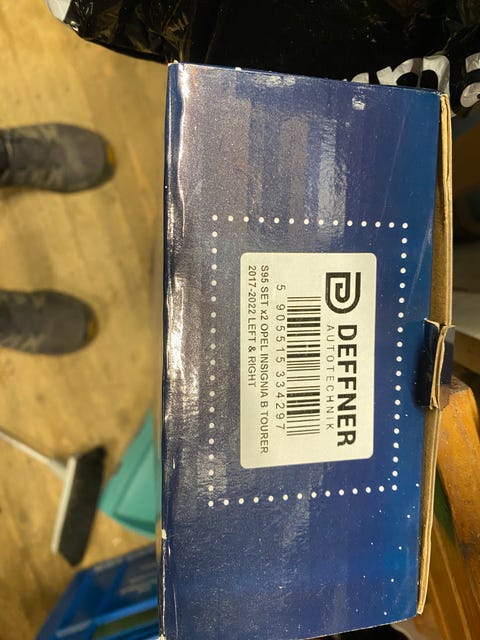 DEFFNER
AUTOTECHNIK
5 905515 334297
S95 SET x2 OPEL INSIGNIA B TOURER
2017-2022 LEFT & RIGHT